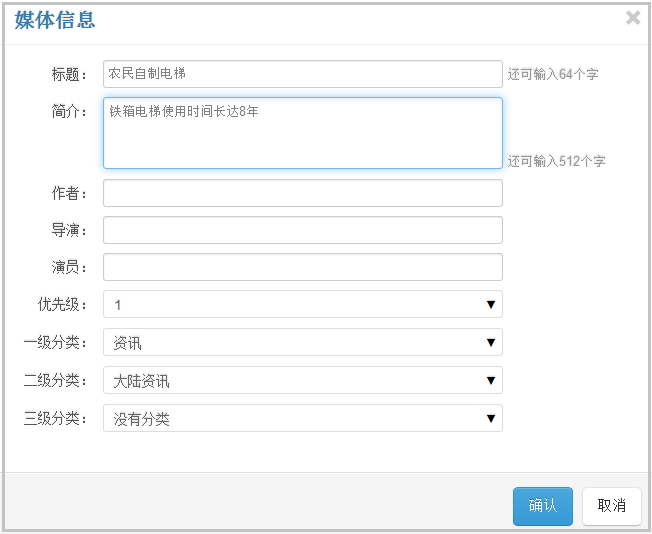 媒体信息
标题： 农民自制电梯 还可输入64个字
简介： 铁箱电梯使用时间长达8年
还可输入512个字
作者：
导演：
演员：
优先级： 1
一级分类： 资讯
二级分类： 大陆资讯
三级分类： 没有分类
确认 取消